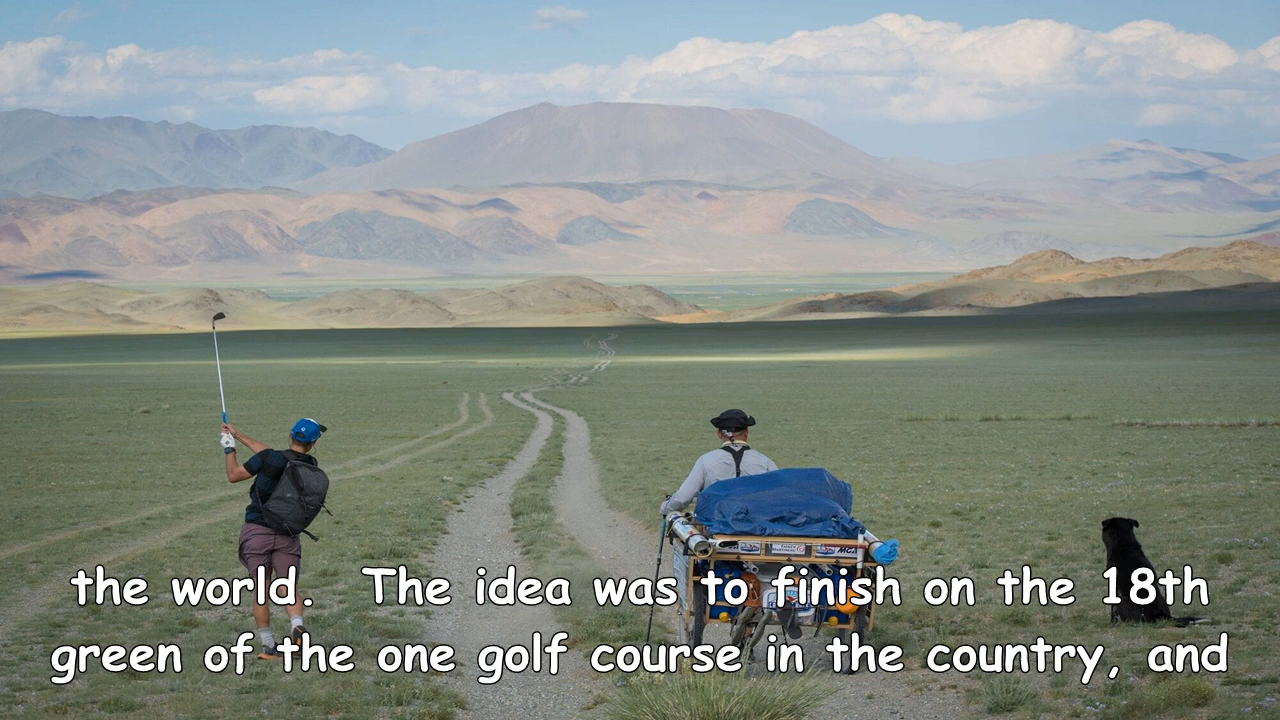 MGA
the world.  The idea was to finish on the 18th
green of the one golf course in the country, and